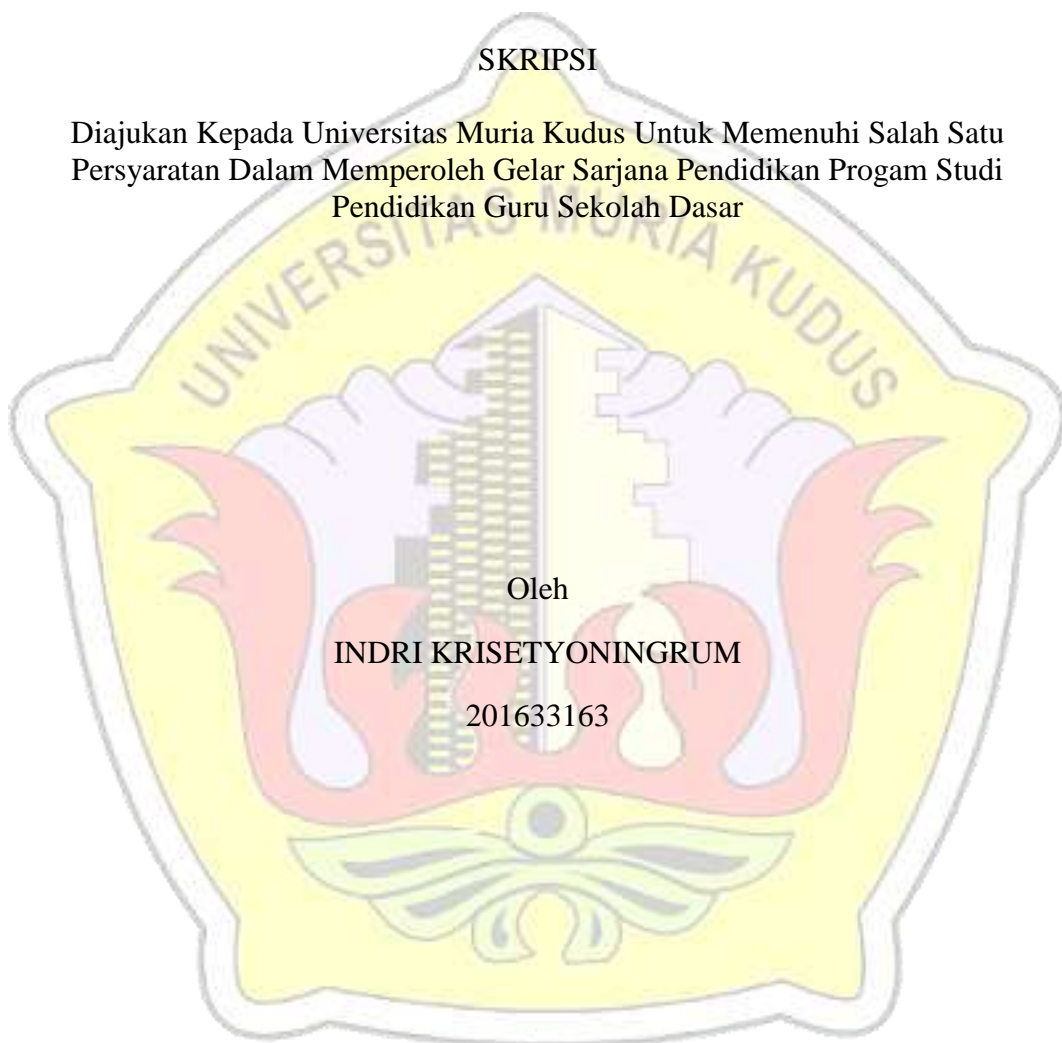 SKRIPSI
Diajukan Kepada Universitas Muria Kudus Untuk Memenuhi Salah Satu
Persyaratan Dalam Memperoleh Gelar Sarjana Pendidikan Progam Studi
Pendidikan Guru Sekolah Dasar
UNIVERSITAS MURIA KUDUS
Oleh
INDRI KRISETYONINGRUM
201633163